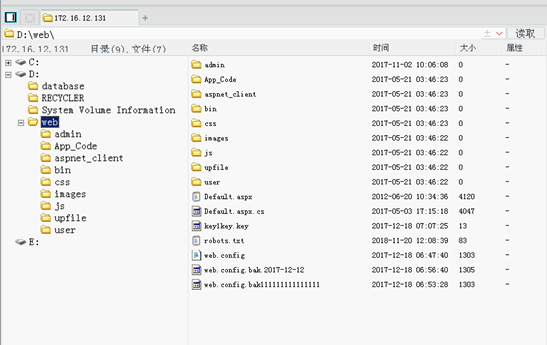 172.16.12.131
D:\web\
读取
172.16.12.131 目录(9),文件(7)
名称 时间 大小 属性
C:
D:
database
RECYCLER
System Volume Information
web
admin
App_Code
aspnet_client
bin
css
images
js
upfile
user
E:
admin 2017-11-02 10:06:08 0 -
App_Code 2017-05-21 03:46:23 0 -
aspnet_client 2017-05-21 03:46:23 0 -
bin 2017-05-21 03:46:23 0 -
css 2017-05-21 03:46:23 0 -
images 2017-05-21 03:46:22 0 -
js 2017-05-21 03:46:22 0 -
upfile 2017-05-21 03:46:22 0 -
user 2017-05-21 03:46:23 0 -
Default.aspx 2012-06-20 10:34:36 4120 -
Default.aspx.cs 2017-05-03 17:15:18 4047 -
key1key.key 2017-12-18 07:07:25 13 -
robots.txt 2018-11-20 12:08:39 83 -
web.config 2017-12-18 06:47:40 1303 -
web.config.bak.2017-12-12 2017-12-18 06:56:40 1305 -
2017-12-18 06:53:28 1303 -